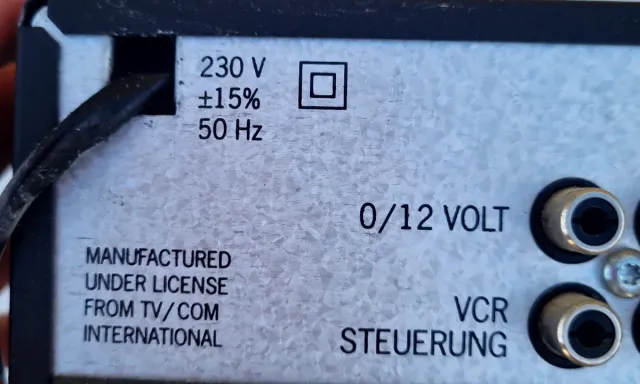 230 V
±15%
50 Hz
0/12 VOLT
MANUFACTURED
UNDER LICENSE
FROM TV/COM
INTERNATIONAL
VCR
STEUERUNG